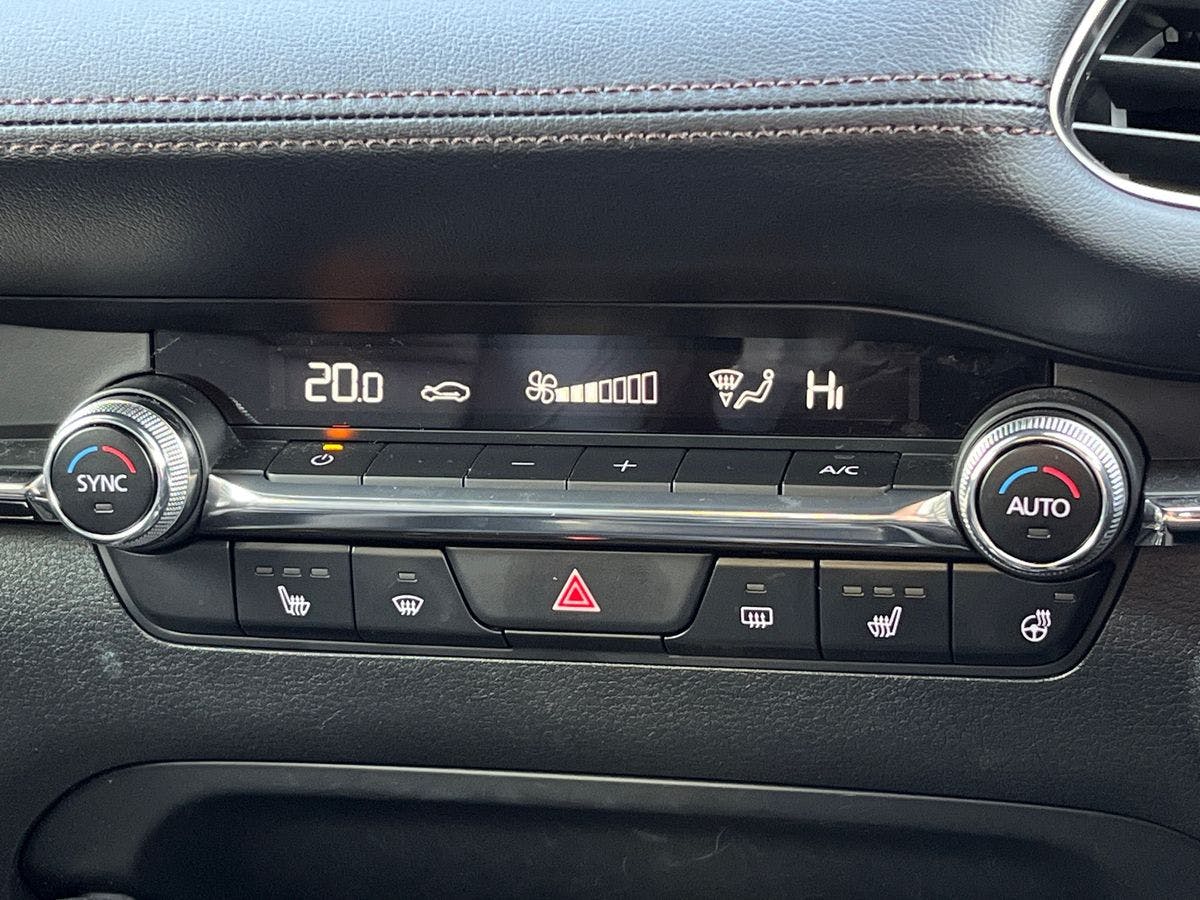 20.0 Hi
− + A/C
SYNC AUTO